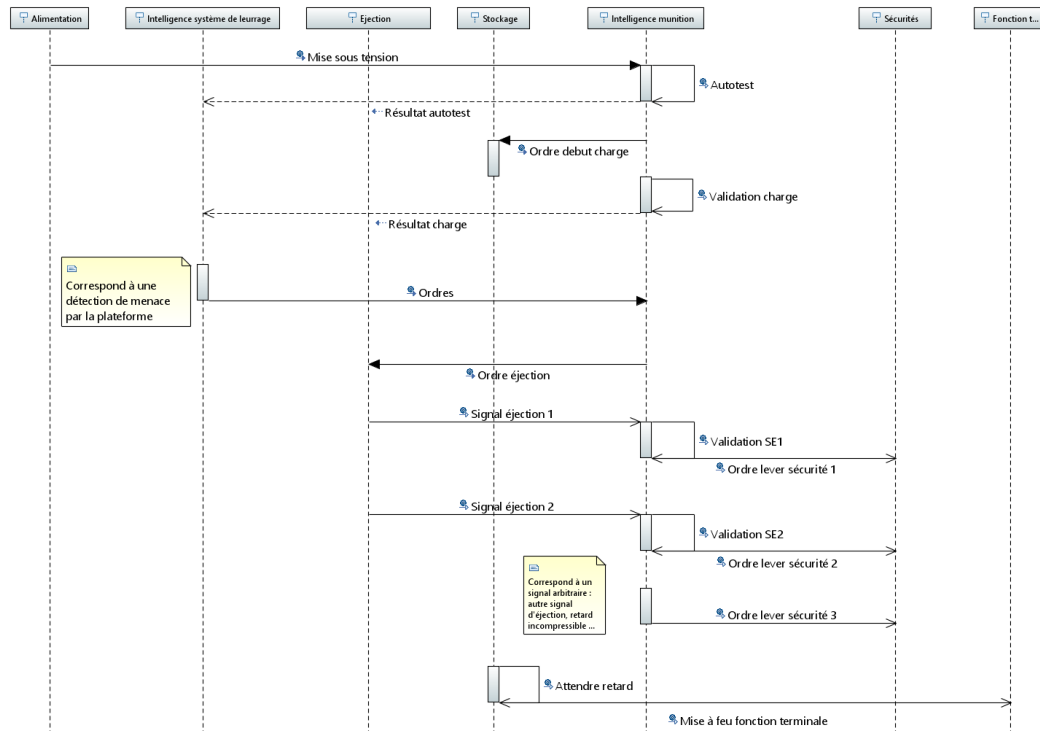 Alimentation
Intelligence système de leurrage
Ejection
Stockage
Intelligence munition
Sécurités
Fonction t...
Mise sous tension
Autotest
Résultat autotest
Ordre debut charge
Validation charge
Résultat charge
Correspond à une
détection de menace
par la plateforme
Ordres
Ordre éjection
Signal éjection 1
Validation SE1
Ordre lever sécurité 1
Signal éjection 2
Validation SE2
Ordre lever sécurité 2
Correspond à un
signal arbitraire :
autre signal
d'éjection, retard
incompressible ...
Ordre lever sécurité 3
Attendre retard
Mise à feu fonction terminale